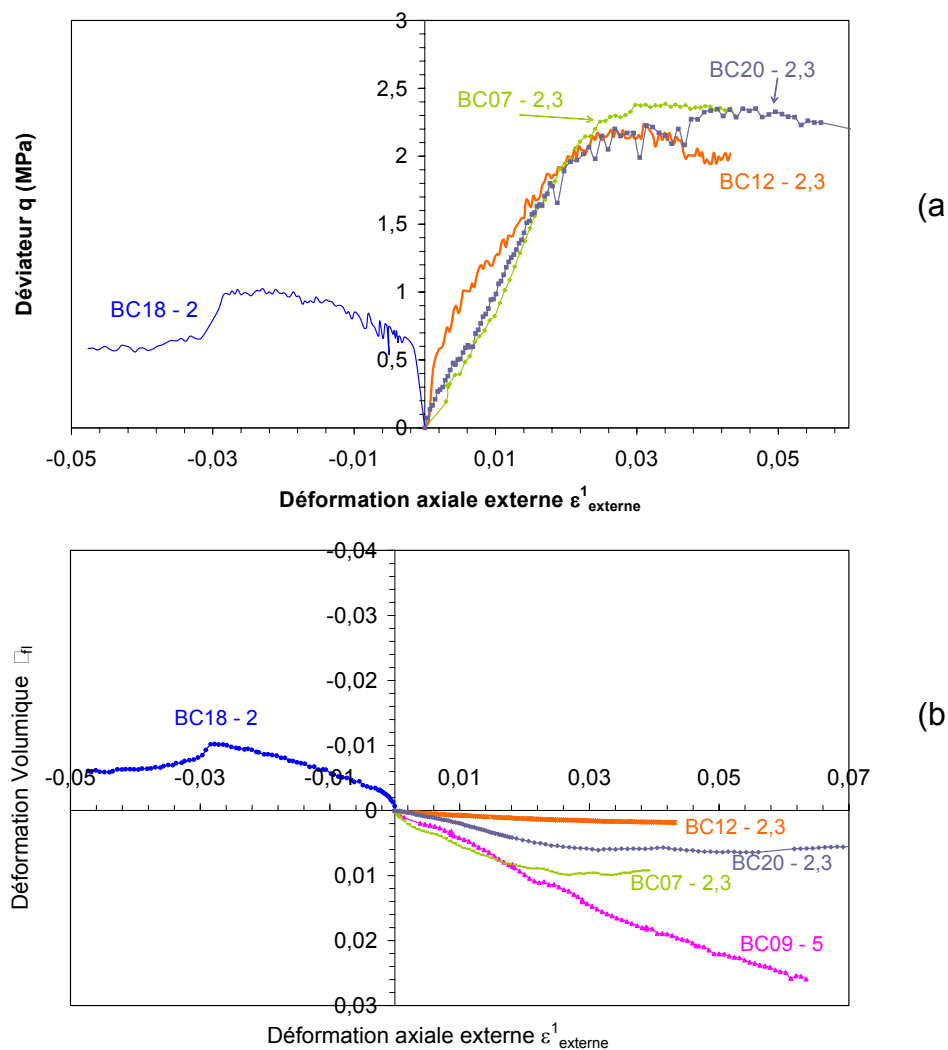 3
2,5
2
1,5
1
0,5
0
-0,05
-0,03
-0,01
0,01
0,03
0,05
Déviateur q (MPa)
BC07 - 2,3
BC20 - 2,3
BC12 - 2,3
BC18 - 2
(a
Déformation axiale externe ε¹externe
-0,04
-0,03
-0,02
-0,01
0
0,01
0,02
0,03
-0,05
-0,03
-0,01
0,01
0,03
0,05
0,07
Déformation Volumique □fl
BC18 - 2
BC12 - 2,3
BC20 - 2,3
BC07 - 2,3
BC09 - 5
(b
Déformation axiale externe ε¹externe